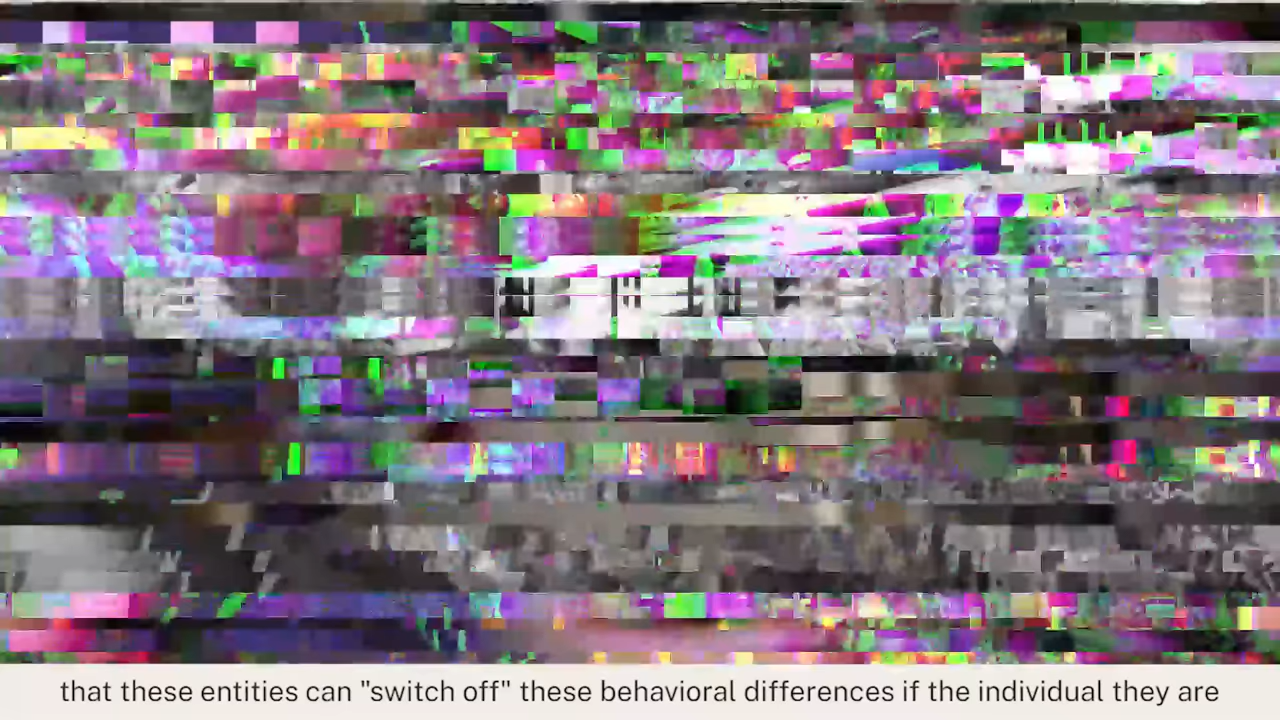 that these entities can "switch off" these behavioral differences if the individual they are